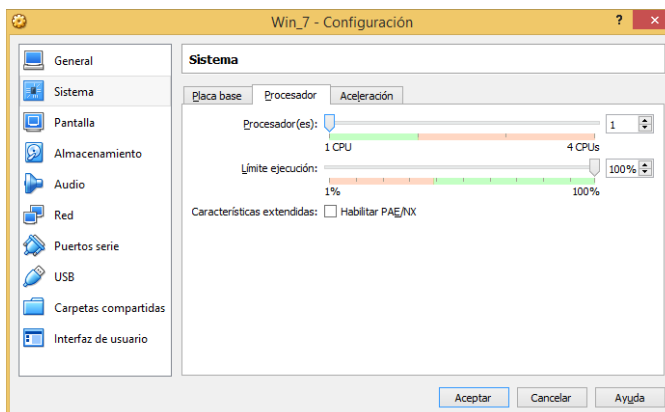 Win_7 - Configuración
?
General
Sistema
Pantalla
Almacenamiento
Audio
Red
Puertos serie
USB
Carpetas compartidas
Interfaz de usuario
Sistema
Placa base Procesador Aceleración
Procesador(es): 1
1 CPU 4 CPUs
Límite ejecución: 100%
1% 100%
Características extendidas: Habilitar PAE/NX
Aceptar Cancelar Ayuda